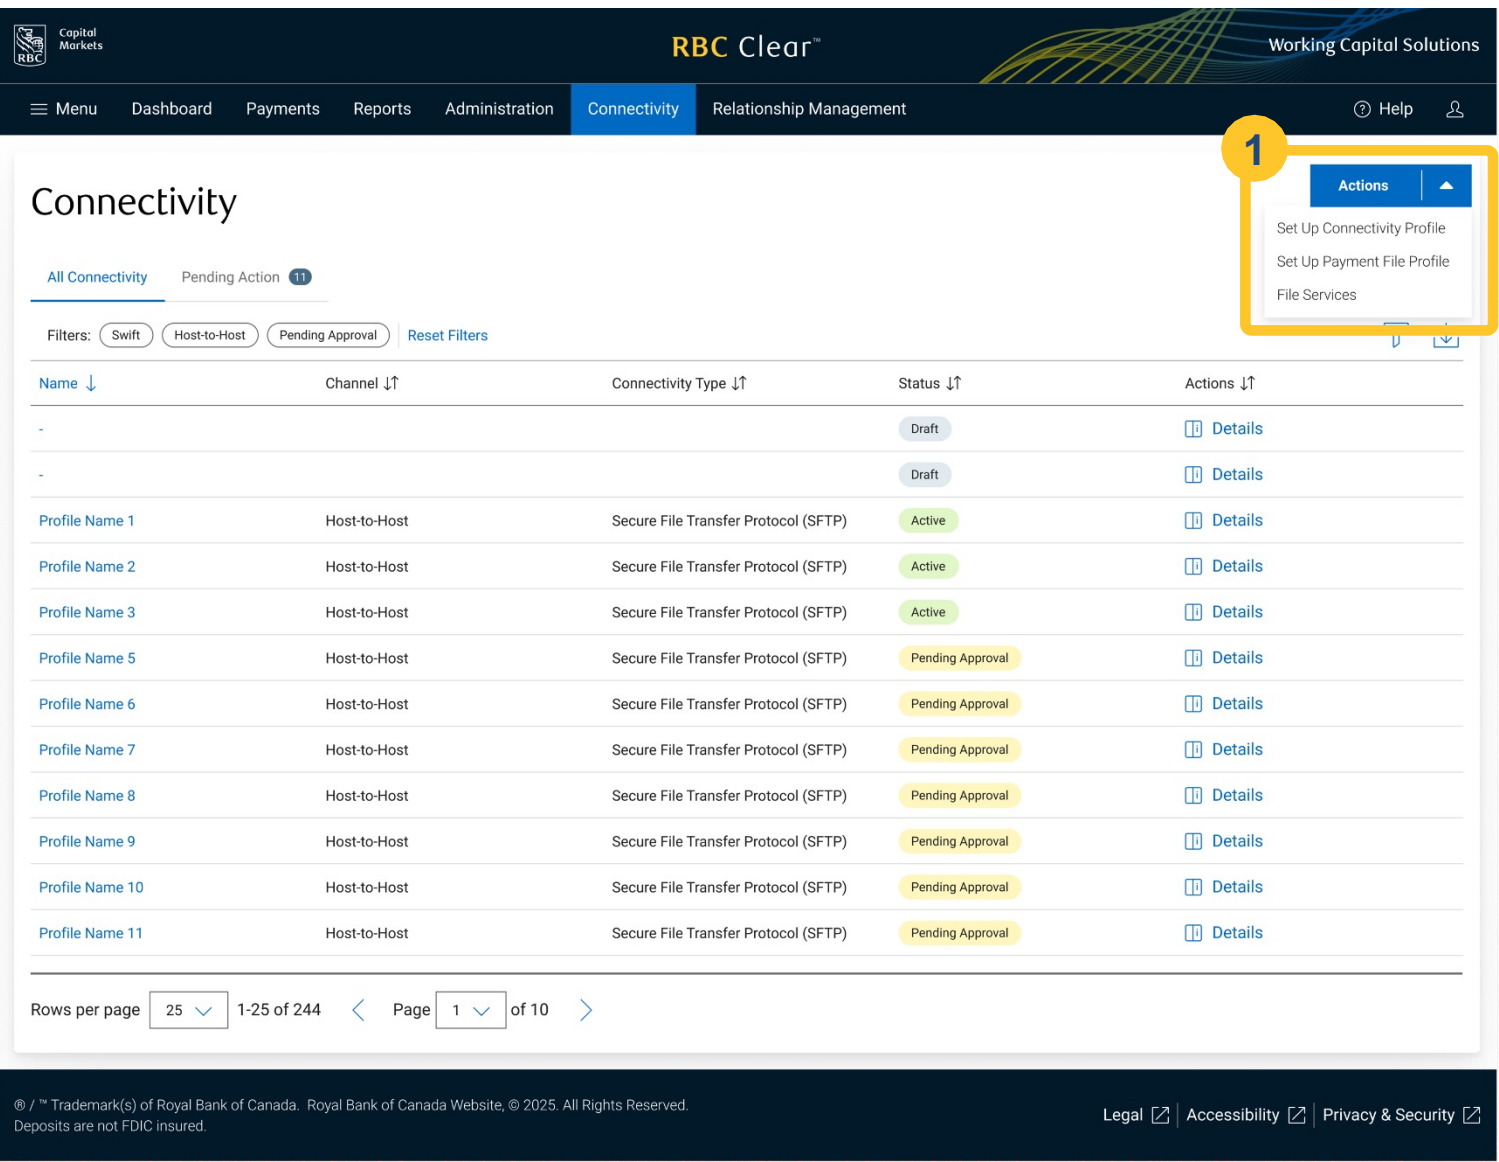 Capital
Markets
RBC
RBC Clear™
Working Capital Solutions
Menu Dashboard Payments Reports Administration Connectivity Relationship Management Help
1
Connectivity
Actions
Set Up Connectivity Profile
Set Up Payment File Profile
File Services
All Connectivity Pending Action 11
Filters: Swift Host-to-Host Pending Approval Reset Filters
Name Channel Connectivity Type Status Actions
- Draft Details
- Draft Details
Profile Name 1 Host-to-Host Secure File Transfer Protocol (SFTP) Active Details
Profile Name 2 Host-to-Host Secure File Transfer Protocol (SFTP) Active Details
Profile Name 3 Host-to-Host Secure File Transfer Protocol (SFTP) Active Details
Profile Name 5 Host-to-Host Secure File Transfer Protocol (SFTP) Pending Approval Details
Profile Name 6 Host-to-Host Secure File Transfer Protocol (SFTP) Pending Approval Details
Profile Name 7 Host-to-Host Secure File Transfer Protocol (SFTP) Pending Approval Details
Profile Name 8 Host-to-Host Secure File Transfer Protocol (SFTP) Pending Approval Details
Profile Name 9 Host-to-Host Secure File Transfer Protocol (SFTP) Pending Approval Details
Profile Name 10 Host-to-Host Secure File Transfer Protocol (SFTP) Pending Approval Details
Profile Name 11 Host-to-Host Secure File Transfer Protocol (SFTP) Pending Approval Details
Rows per page 25 1-25 of 244 Page 1 of 10
® / ™ Trademark(s) of Royal Bank of Canada. Royal Bank of Canada Website, © 2025. All Rights Reserved.
Deposits are not FDIC insured.
Legal | Accessibility | Privacy & Security